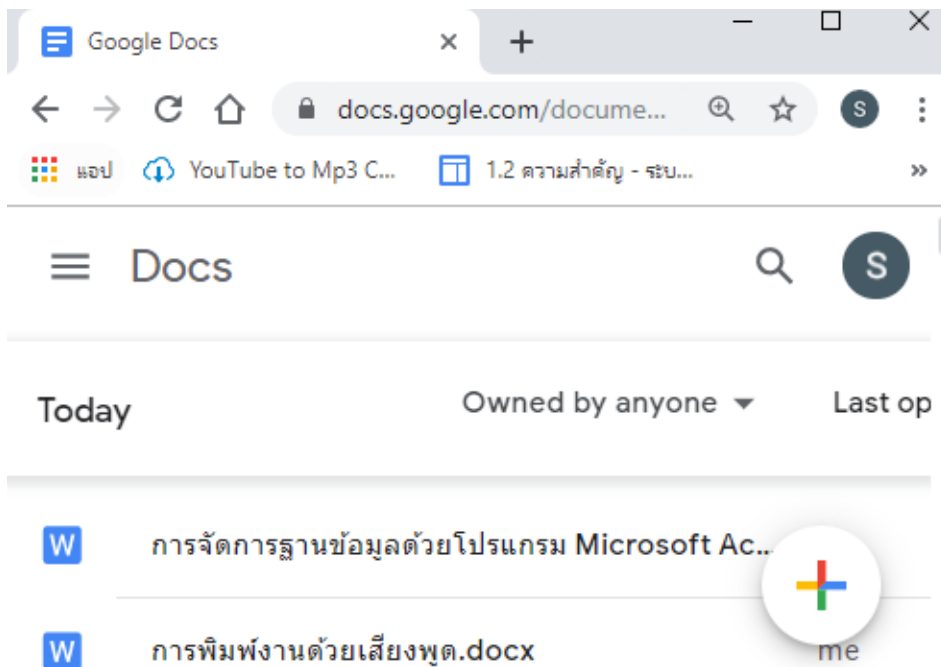 Google Docs
docs.google.com/docume...
S
แอป YouTube to Mp3 C... 1.2 ความสำคัญ - ระบ...
Docs
S
Today Owned by anyone Last op
W การจัดการฐานข้อมูลด้วยโปรแกรม Microsoft Ac...
W การพิมพ์งานด้วยเสียงพูด.docx me